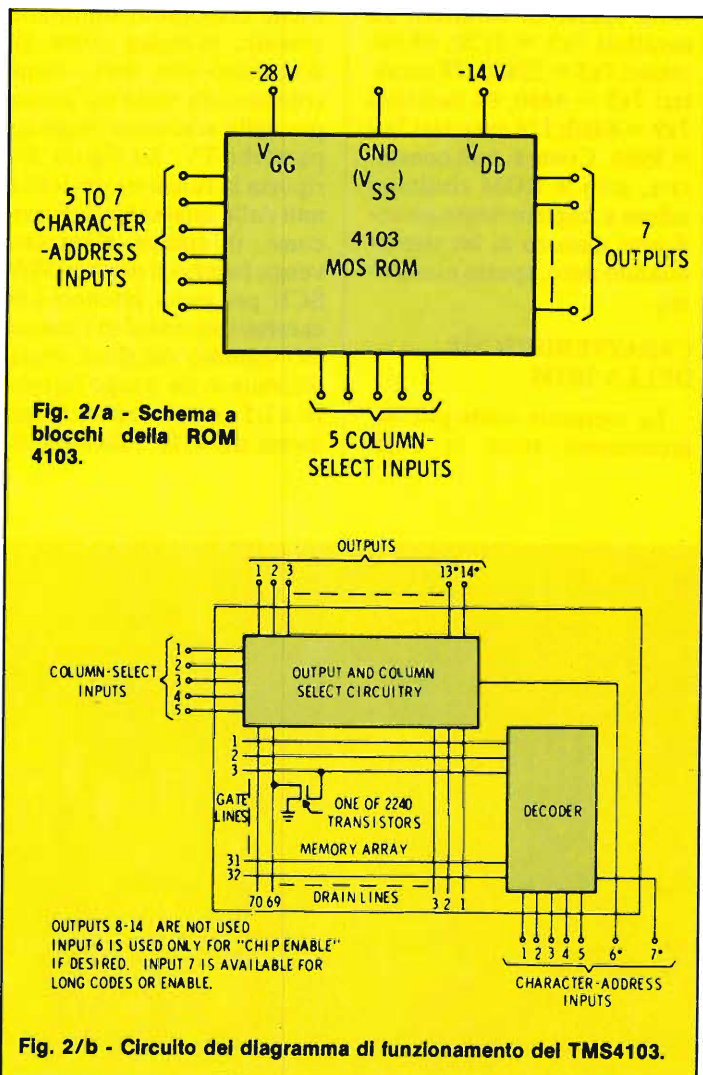 -28 V
-14 V
VGG
GND
(VSS)
VDD
5 TO 7
CHARACTER
-ADDRESS
INPUTS
4103
MOS ROM
7
OUTPUTS
5 COLUMN-
SELECT INPUTS
Fig. 2/a - Schema a
blocchi della ROM
4103.
OUTPUTS
1 2 3 13* 14*
COLUMN-SELECT
INPUTS
1
2
3
4
5
OUTPUT AND COLUMN
SELECT CIRCUITRY
1
2
3
GATE
LINES
ONE OF 2240
TRANSISTORS
MEMORY ARRAY
31
32
70 69
DRAIN LINES
3 2 1
DECODER
1 2 3 4 5 6* 7*
CHARACTER-ADDRESS
INPUTS
OUTPUTS 8-14 ARE NOT USED
INPUT 6 IS USED ONLY FOR "CHIP ENABLE"
IF DESIRED. INPUT 7 IS AVAILABLE FOR
LONG CODES OR ENABLE.
Fig. 2/b - Circuito dei diagramma di funzionamento del TMS4103.